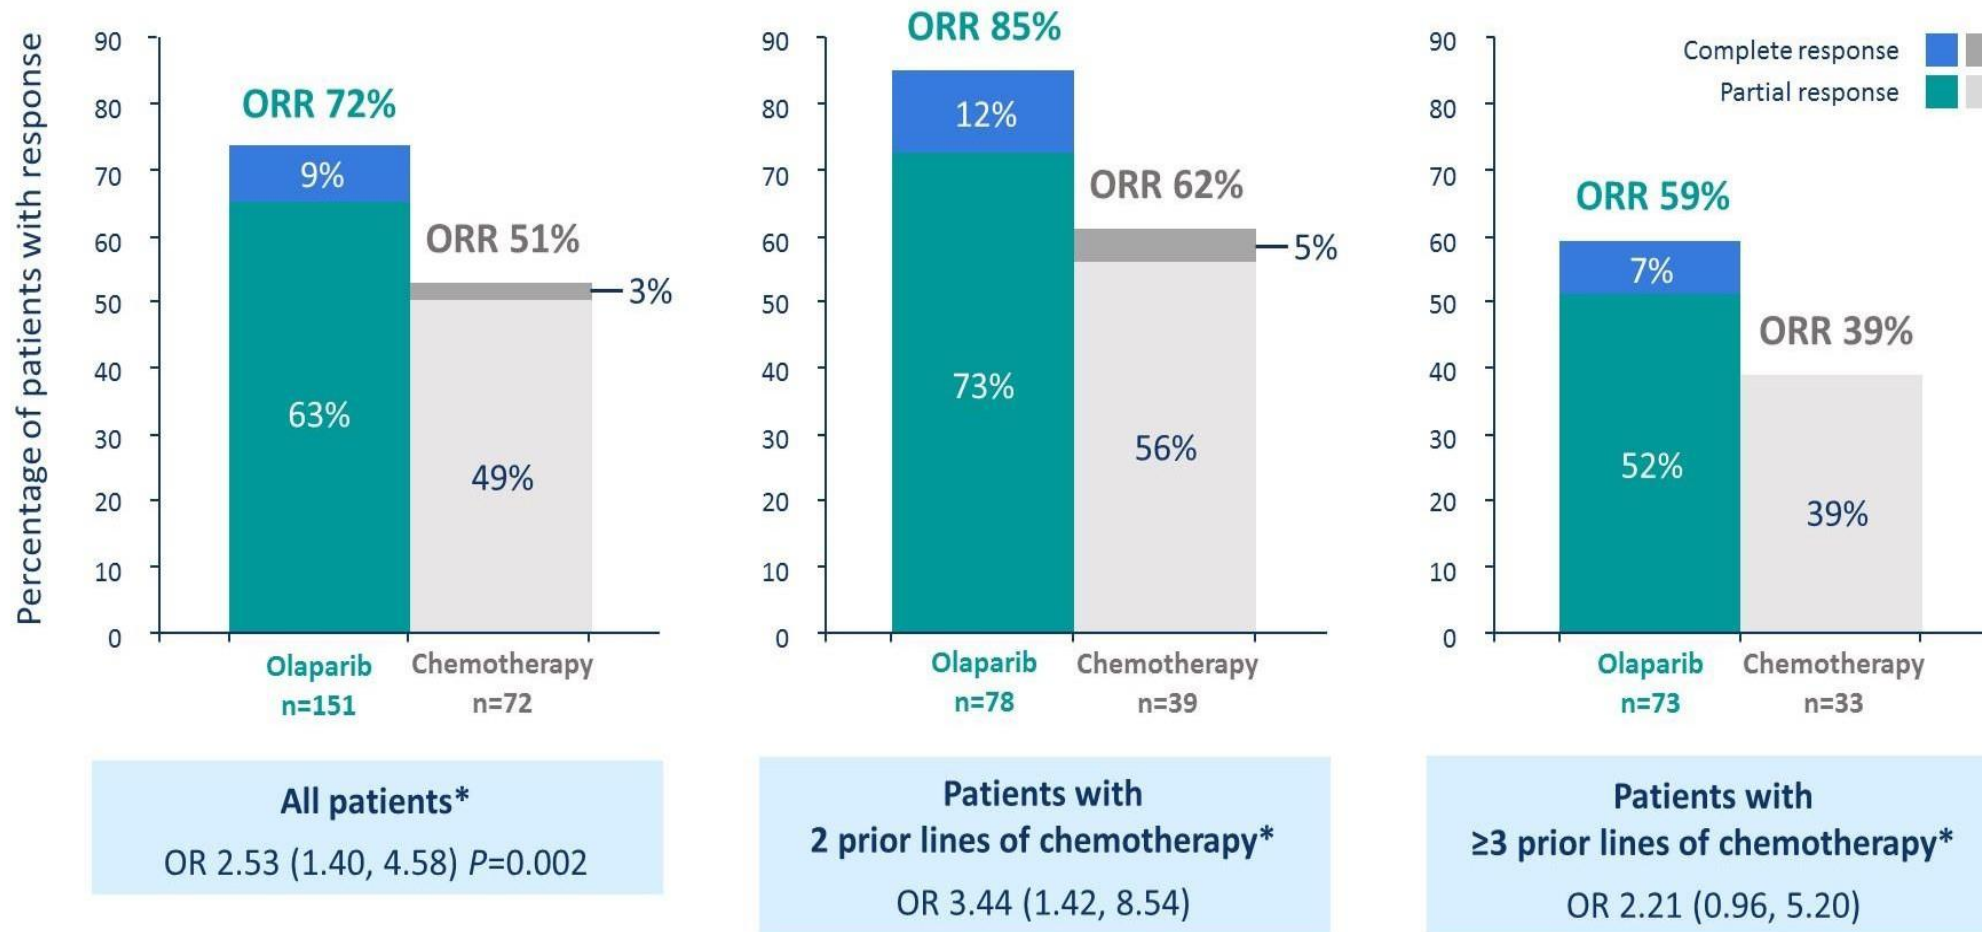 Percentage of patients with response
90
80
70
60
50
40
30
20
10
0
ORR 72%
9%
63%
ORR 51%
3%
49%
Olaparib
n=151
Chemotherapy
n=72
All patients*
OR 2.53 (1.40, 4.58) P=0.002
90
80
70
60
50
40
30
20
10
0
ORR 85%
12%
73%
ORR 62%
5%
56%
Olaparib
n=78
Chemotherapy
n=39
Patients with
2 prior lines of chemotherapy*
OR 3.44 (1.42, 8.54)
90
80
70
60
50
40
30
20
10
0
Complete response
Partial response
ORR 59%
7%
52%
ORR 39%
39%
Olaparib
n=73
Chemotherapy
n=33
Patients with
≥3 prior lines of chemotherapy*
OR 2.21 (0.96, 5.20)